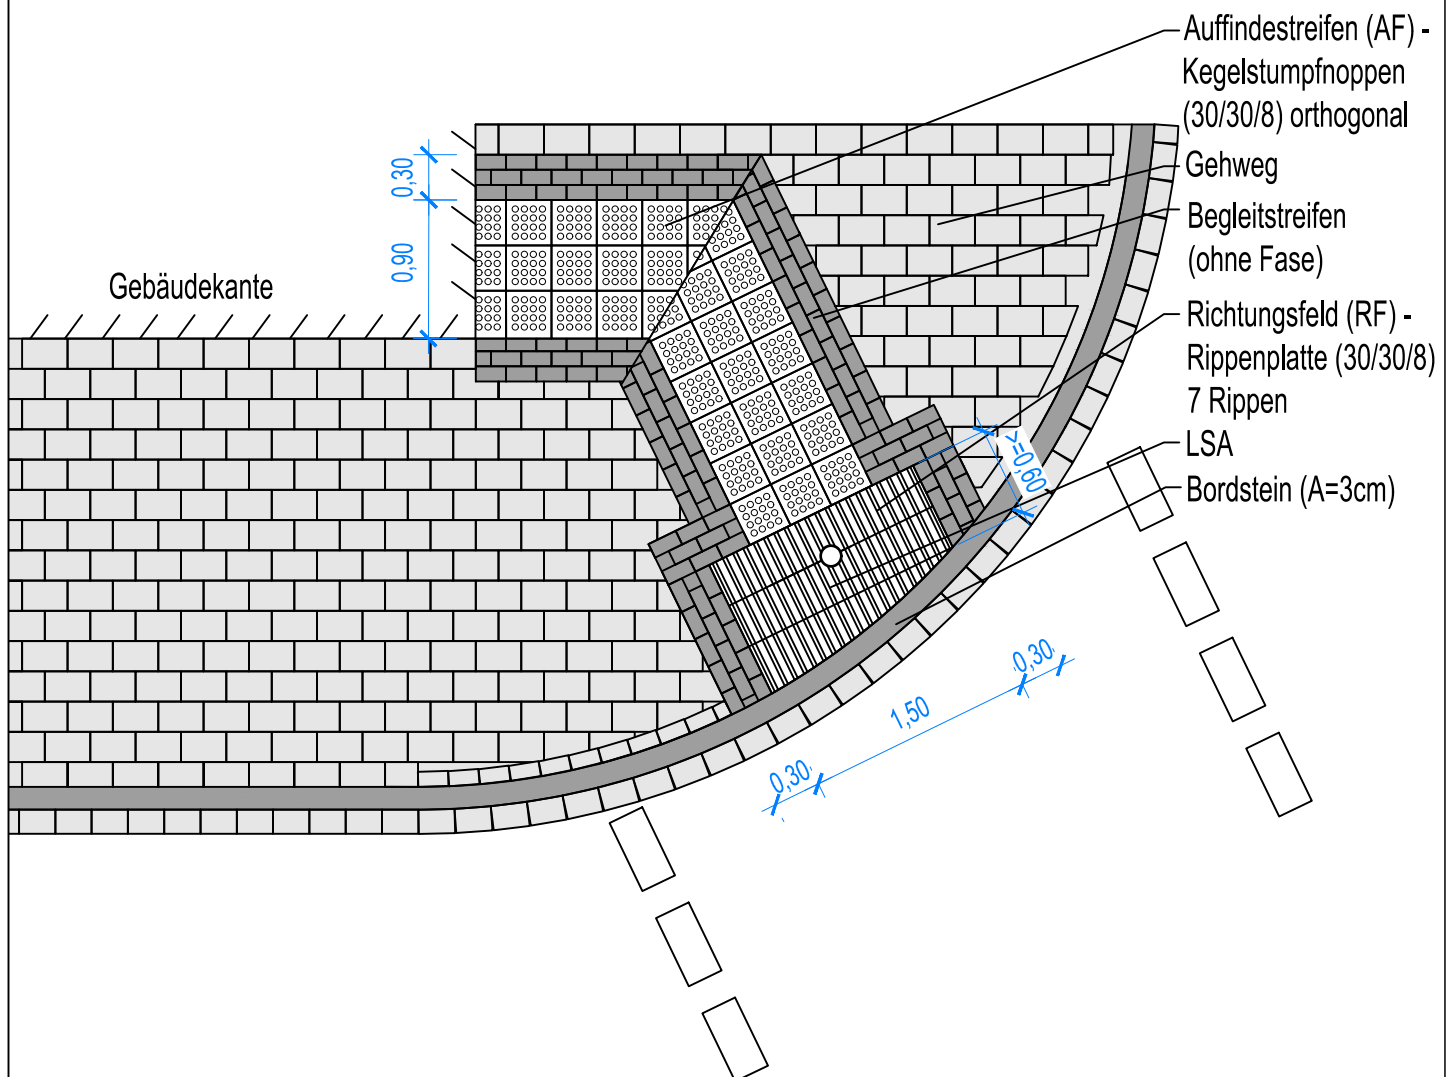 Auffindestreifen (AF) -
Kegelstumpfnoppen
(30/30/8) orthogonal
Gehweg
Begleitstreifen
(ohne Fase)
Richtungsfeld (RF) -
Rippenplatte (30/30/8)
7 Rippen
LSA
Bordstein (A=3cm)
Gebäudekante
0,30
0,90
>=0,60
0,30
1,50
0,30